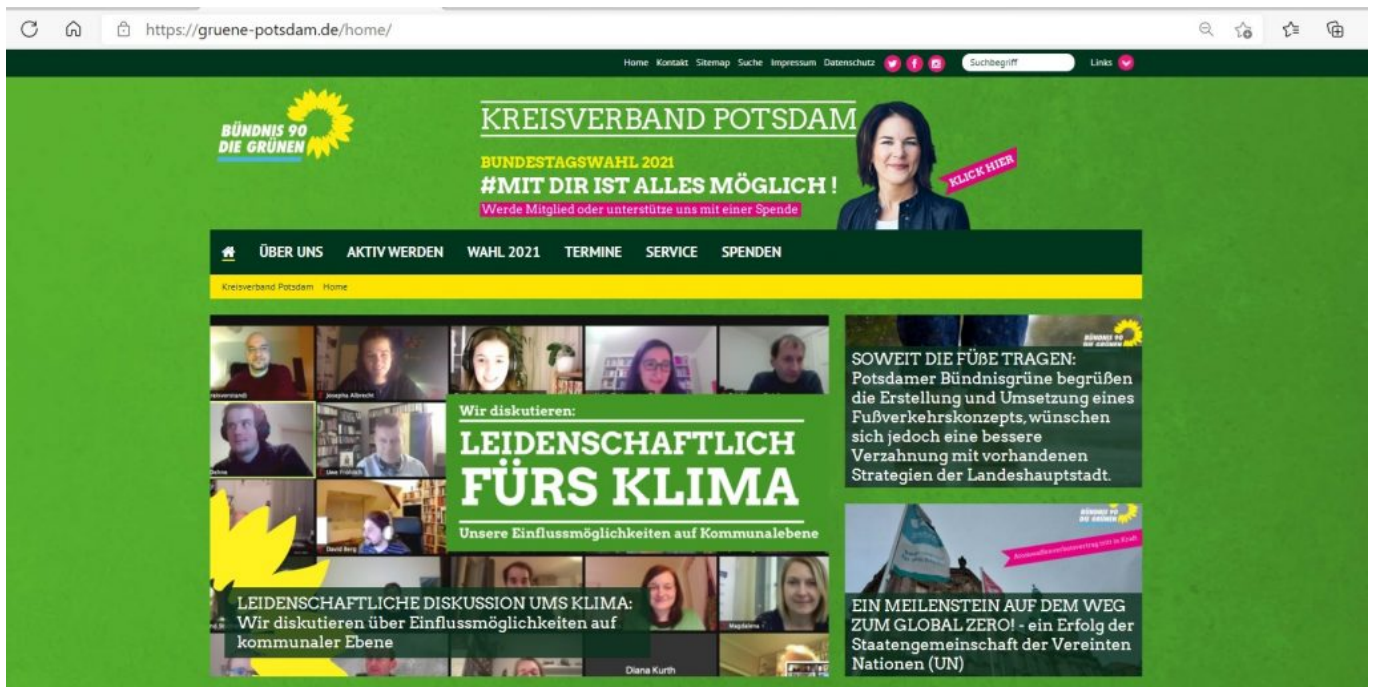 https://gruene-potsdam.de/home/
Home Kontakt Sitemap Suche Impressum Datenschutz Suchbegriff Links
BÜNDNIS 90
DIE GRÜNEN
KREISVERBAND POTSDAM
BUNDESTAGSWAHL 2021
#MIT DIR IST ALLES MÖGLICH !
Werde Mitglied oder unterstütze uns mit einer Spende
KLICK HIER
ÜBER UNS AKTIV WERDEN WAHL 2021 TERMINE SERVICE SPENDEN
Kreisverband Potsdam Home
Josepha Albrecht
Uwe Fröhlich
David Berg
Magdalena
Diana Kurth
Wir diskutieren:
LEIDENSCHAFTLICH
FÜRS KLIMA
Unsere Einflussmöglichkeiten auf Kommunalebene
LEIDENSCHAFTLICHE DISKUSSION UMS KLIMA:
Wir diskutieren über Einflussmöglichkeiten auf
kommunaler Ebene
BÜNDNIS 90
DIE GRÜNEN
SOWEIT DIE FÜßE TRAGEN:
Potsdamer Bündnisgrüne begrüßen
die Erstellung und Umsetzung eines
Fußverkehrskonzepts, wünschen
sich jedoch eine bessere
Verzahnung mit vorhandenen
Strategien der Landeshauptstadt.
BÜNDNIS 90
DIE GRÜNEN
Atomwaffenverbotsvertrag tritt in Kraft
EIN MEILENSTEIN AUF DEM WEG
ZUM GLOBAL ZERO! - ein Erfolg der
Staatengemeinschaft der Vereinten
Nationen (UN)